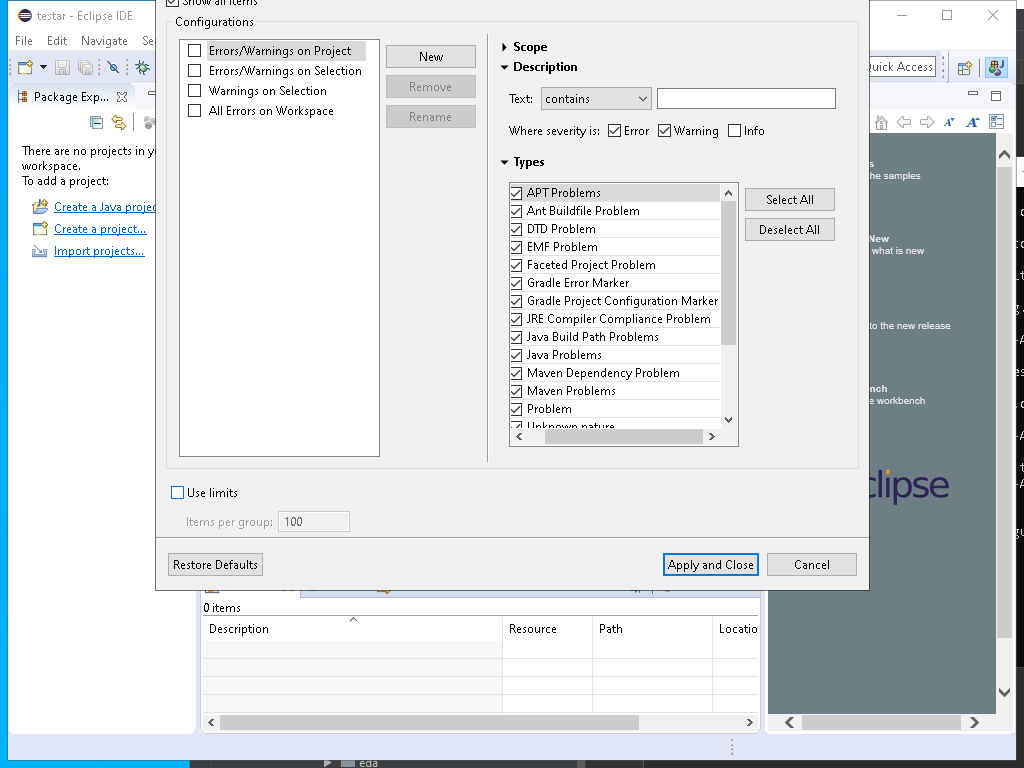 testar - Eclipse IDE
Show all items
File Edit Navigate Se
Configurations
Errors/Warnings on Project
Errors/Warnings on Selection
Warnings on Selection
All Errors on Workspace
New
Remove
Rename
Scope
Description
Text: contains
Where severity is: Error Warning Info
Types
APT Problems
Ant Buildfile Problem
DTD Problem
EMF Problem
Faceted Project Problem
Gradle Error Marker
Gradle Project Configuration Marker
JRE Compiler Compliance Problem
Java Build Path Problems
Java Problems
Maven Dependency Problem
Maven Problems
Problem
Unknown nature
Select All
Deselect All
Use limits
Items per group: 100
Restore Defaults
Apply and Close
Cancel
Package Exp...
There are no projects in y
workspace.
To add a project:
Create a Java projec
Create a project...
Import projects...
Quick Access
he samples
New
what is new
to the new release
nch
e workbench
clipse
0 items
Description Resource Path Locatio
eda